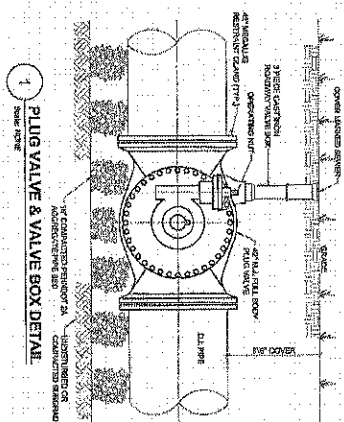 COVER MARKED SEWER
GRADE
3 PIECE CAST IRON
ROADWAY VALVE BOX
OPERATING NUT
42" MEGALUG
RESTRAINT GLAND (TYP.)
42" M.J. FULL BODY
PLUG VALVE
D.I. PIPE
COVER
COMPACTED PENNDOT 2A
AGGREGATE PIPE BED
UNDISTURBED OR
COMPACTED SUBGRADE
1
PLUG VALVE & VALVE BOX DETAIL
Scale: NONE